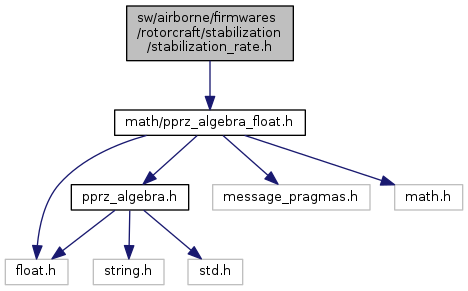 sw/airborne/firmwares
/rotorcraft/stabilization
/stabilization_rate.h
math/pprz_algebra_float.h
pprz_algebra.h
message_pragmas.h
math.h
float.h
string.h
std.h